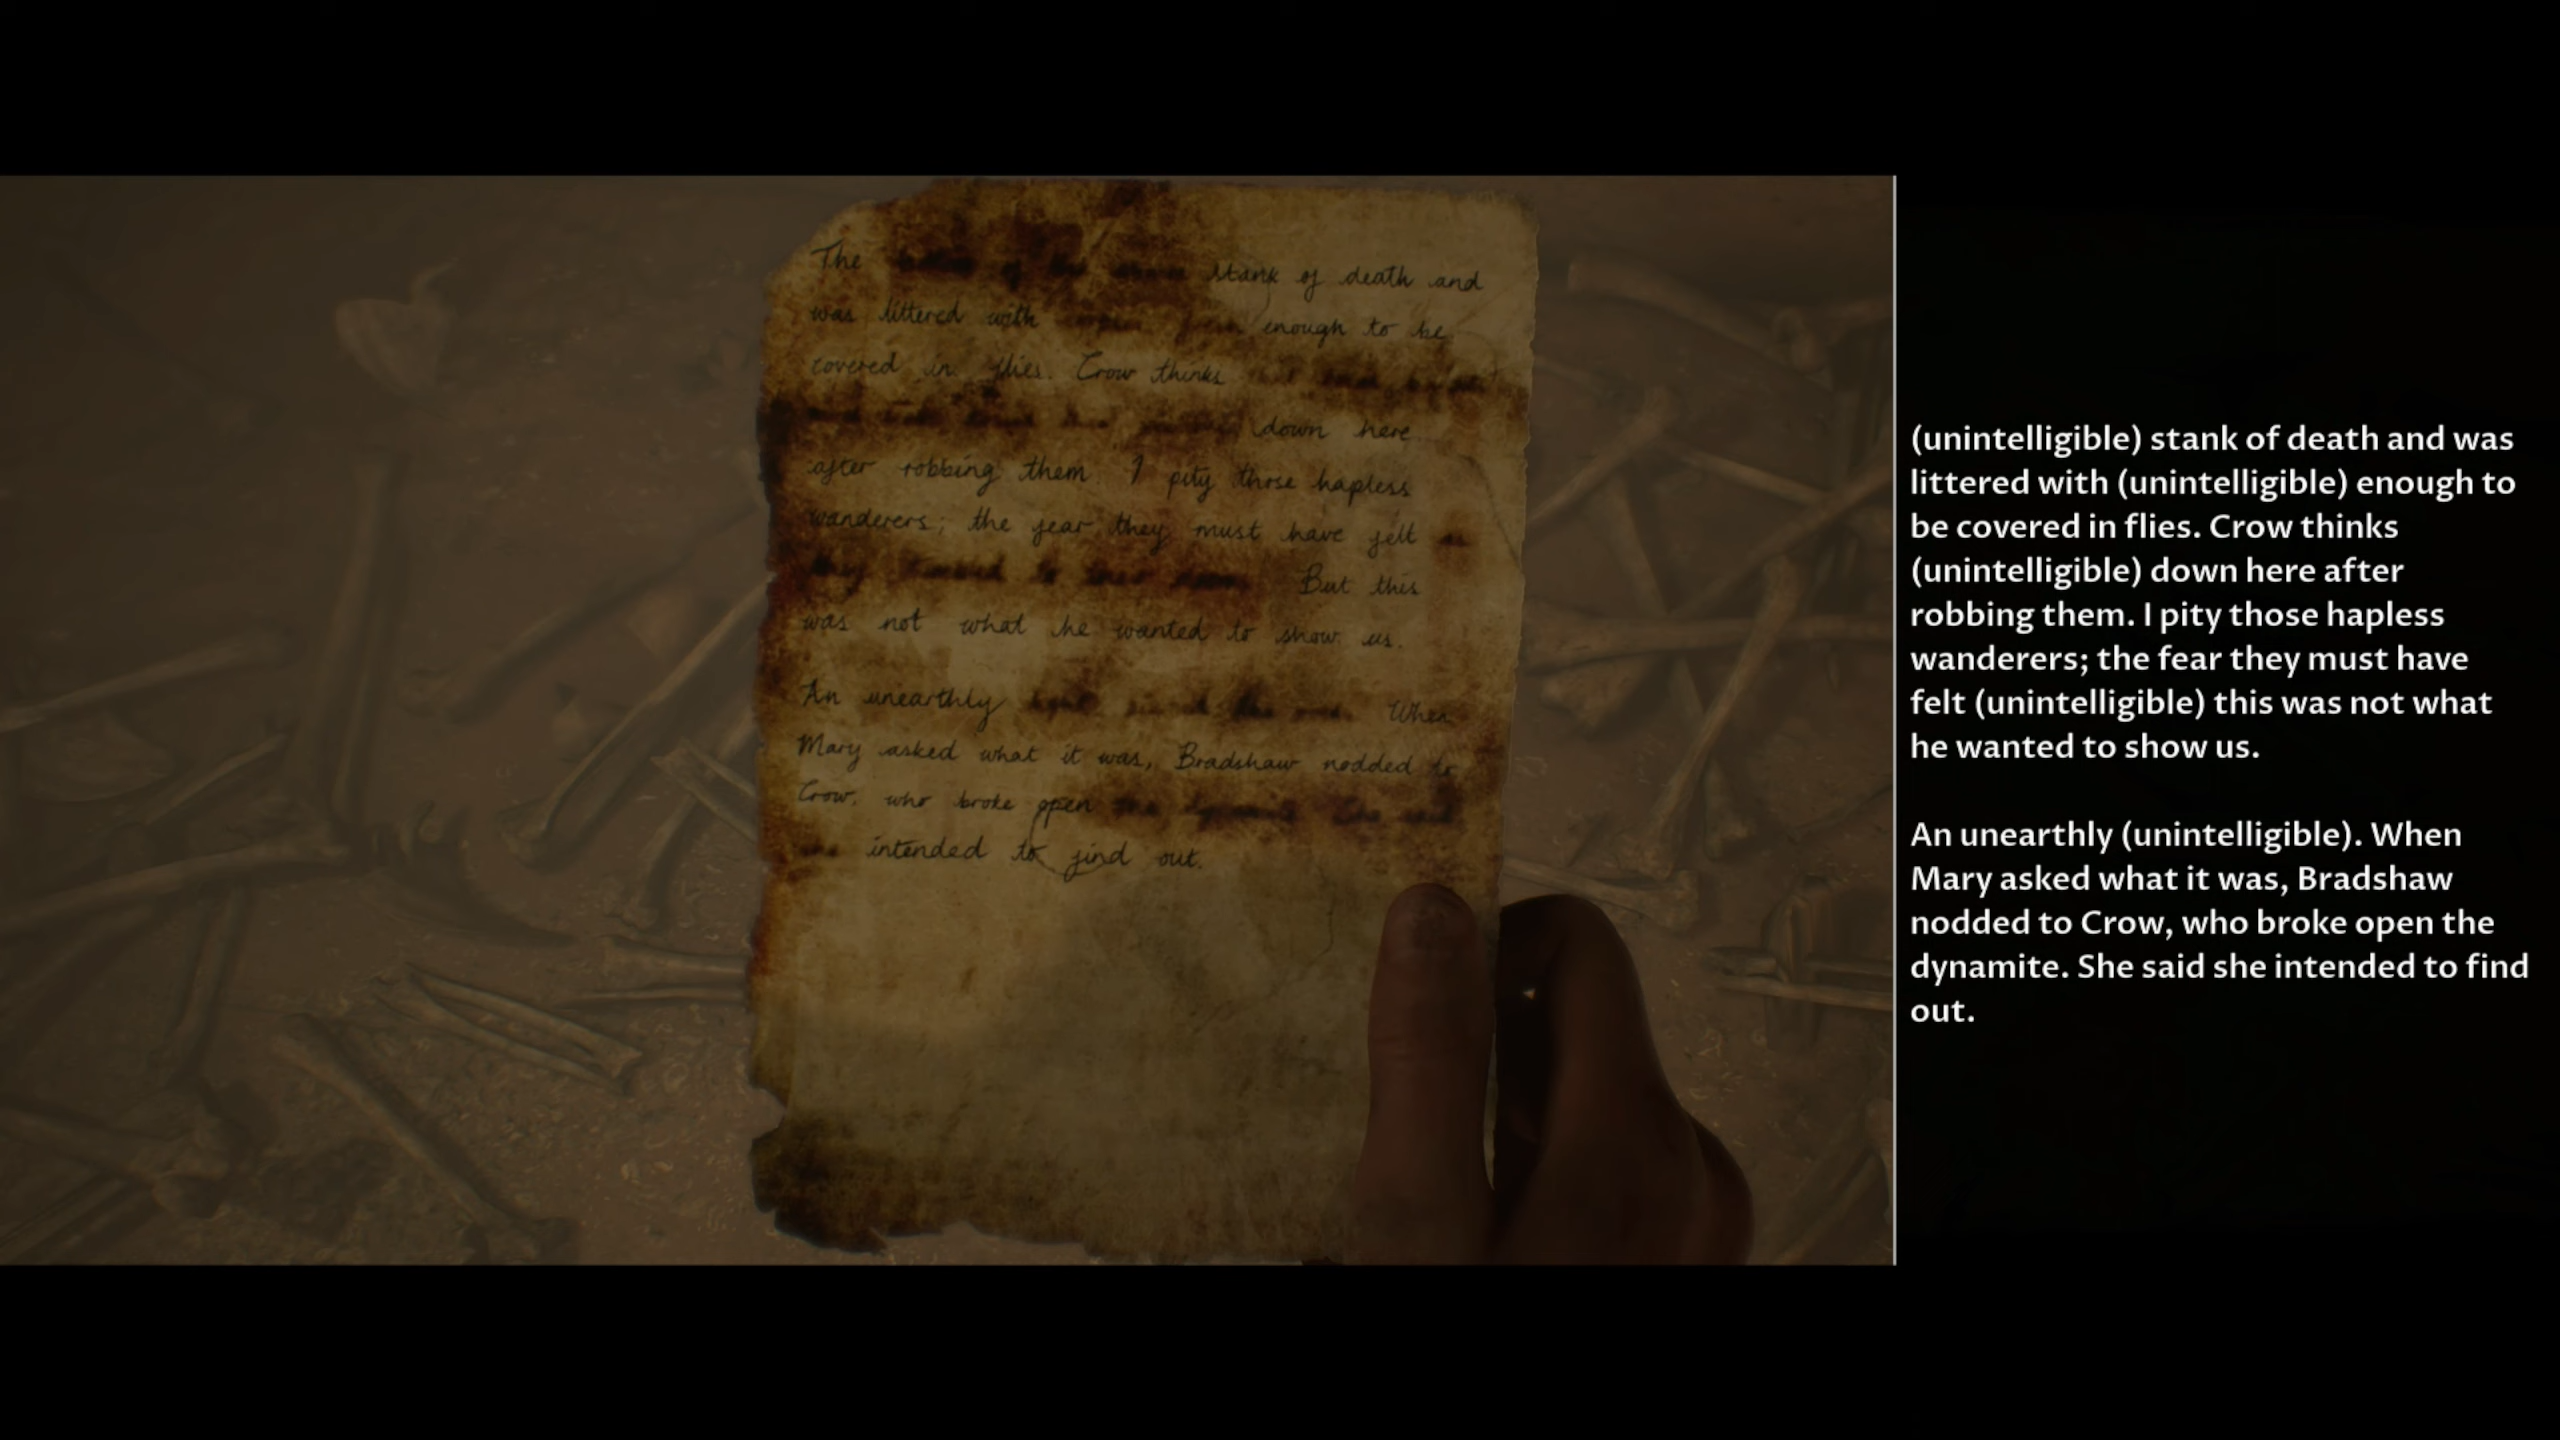 The stank of death and
was littered with enough to be
covered in flies. Crow thinks
down here
after robbing them. I pity those hapless
wanderers; the fear they must have felt
But this
was not what he wanted to show us.
An unearthly When
Mary asked what it was, Bradshaw nodded to
Crow, who broke open
intended to find out.
(unintelligible) stank of death and was
littered with (unintelligible) enough to
be covered in flies. Crow thinks
(unintelligible) down here after
robbing them. I pity those hapless
wanderers; the fear they must have
felt (unintelligible) this was not what
he wanted to show us.
An unearthly (unintelligible). When
Mary asked what it was, Bradshaw
nodded to Crow, who broke open the
dynamite. She said she intended to find
out.